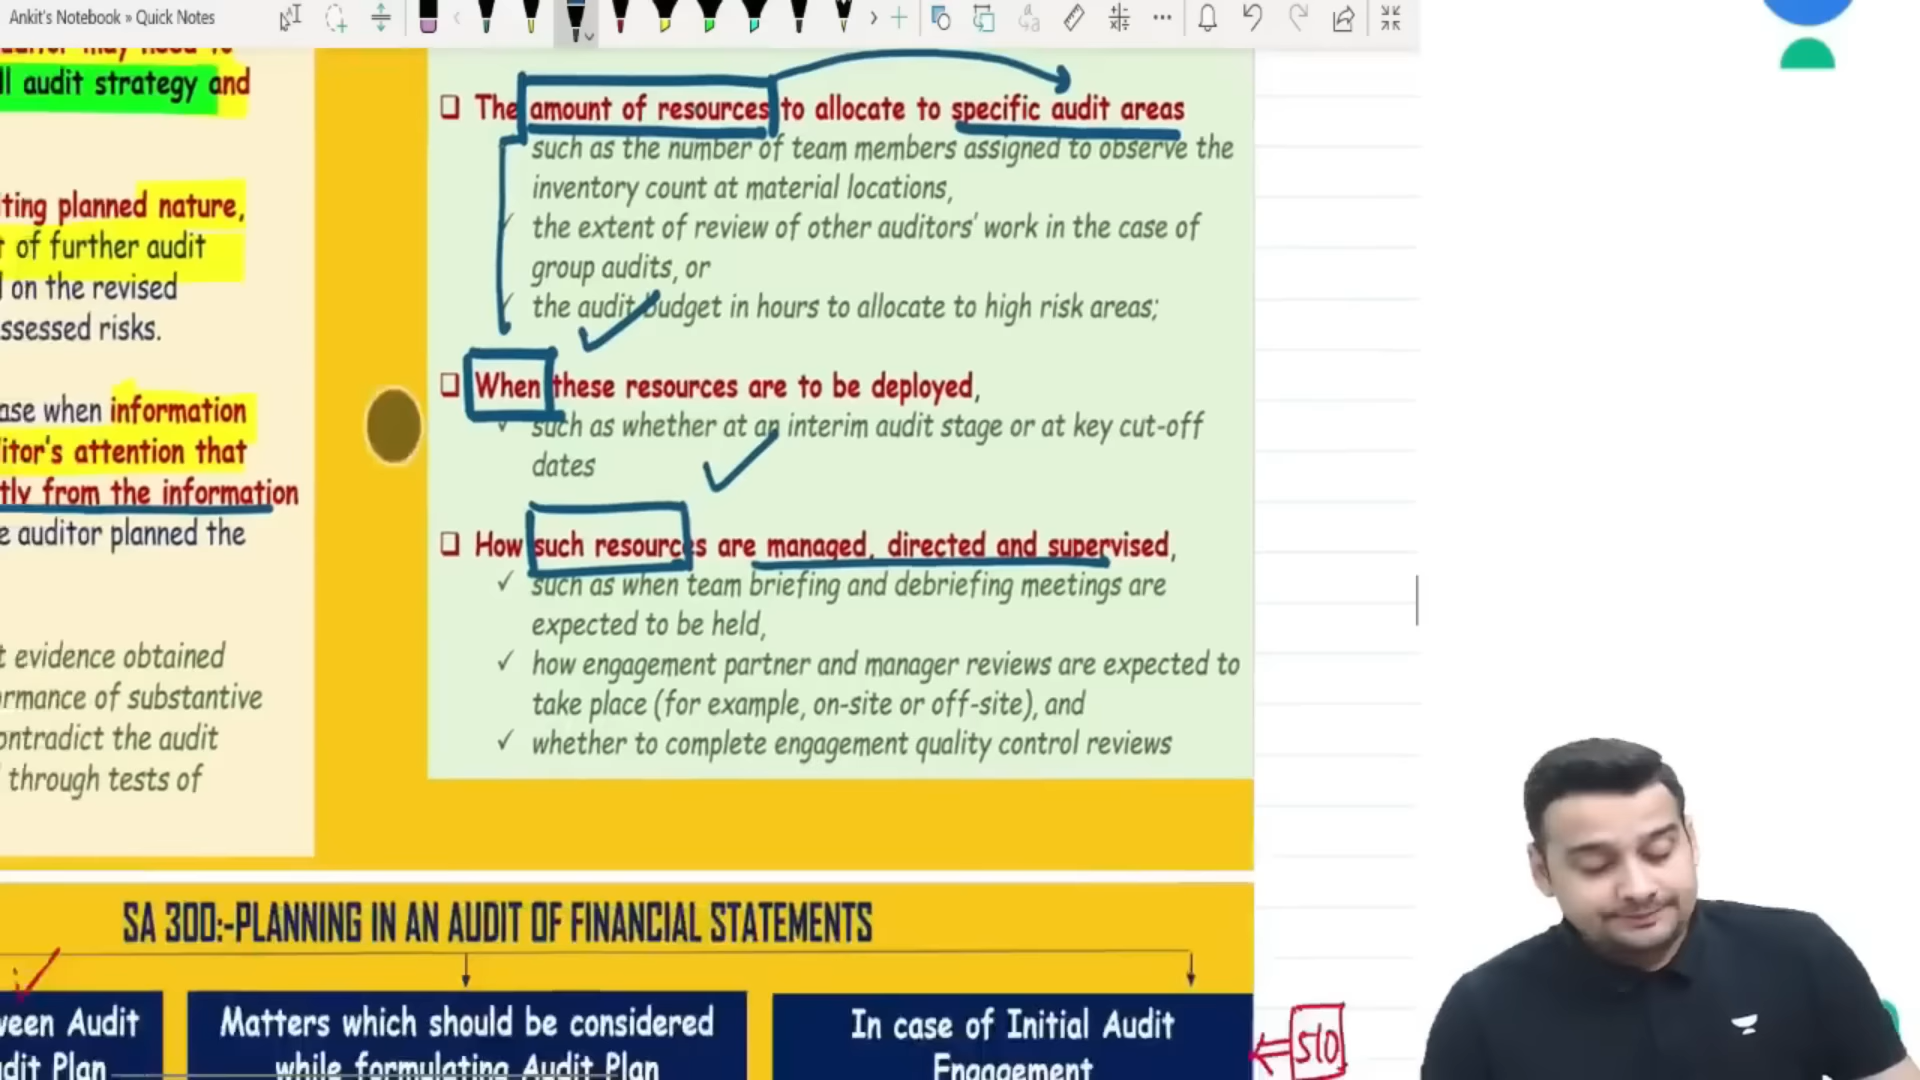 Ankit's Notebook » Quick Notes
ll audit strategy and
iting planned nature,
t of further audit
d on the revised
ssessed risks.
ase when information
ditor's attention that
tly from the information
e auditor planned the
t evidence obtained
rmance of substantive
ontradict the audit
through tests of
The amount of resources to allocate to specific audit areas
such as the number of team members assigned to observe the
inventory count at material locations,
✓ the extent of review of other auditors' work in the case of
group audits, or
✓ the audit budget in hours to allocate to high risk areas;
When these resources are to be deployed,
✓ such as whether at an interim audit stage or at key cut-off
dates
How such resources are managed, directed and supervised,
✓ such as when team briefing and debriefing meetings are
expected to be held,
✓ how engagement partner and manager reviews are expected to
take place (for example, on-site or off-site), and
✓ whether to complete engagement quality control reviews
SA 300:-PLANNING IN AN AUDIT OF FINANCIAL STATEMENTS
ween Audit
dit Plan
Matters which should be considered
while formulating Audit Plan
In case of Initial Audit
Engagement
510